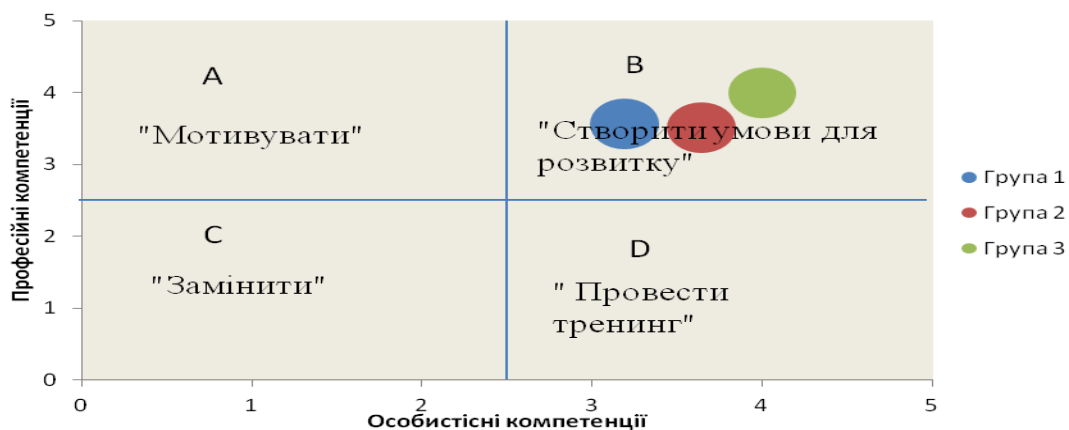 5
4
3
2
1
0
Професійні компетенції
A
"Мотивувати"
B
"Створити умови для
розвитку"
C
"Замінити"
D
" Провести
тренинг"
0
1
2
3
4
5
Особистісні компетенції
Група 1
Група 2
Група 3